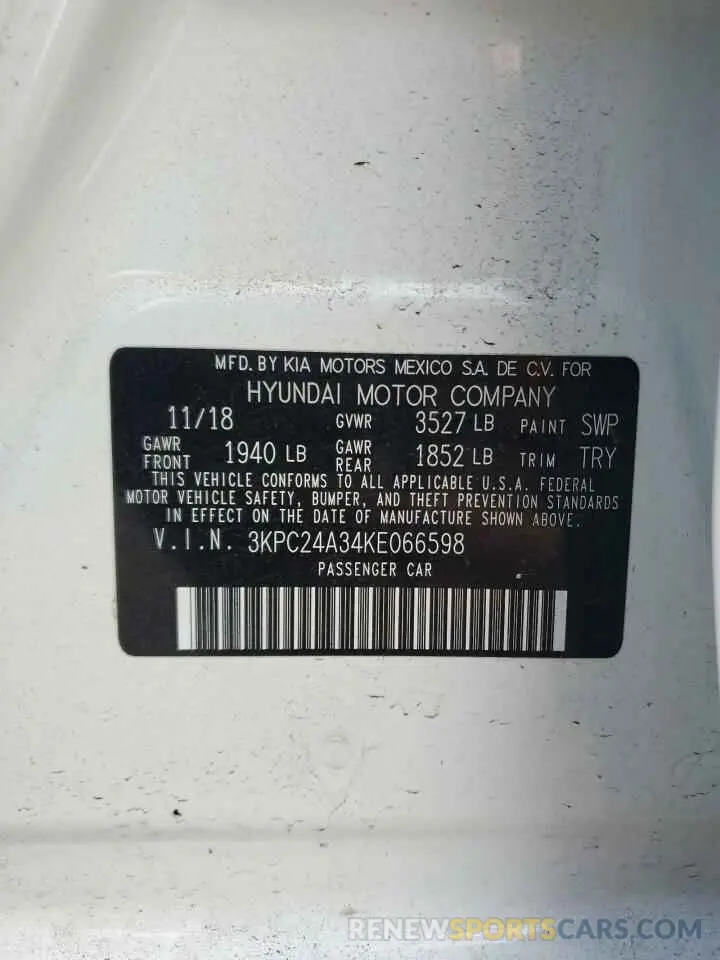 MFD. BY KIA MOTORS MEXICO S.A. DE C.V. FOR
HYUNDAI MOTOR COMPANY
11/18 GVWR 3527 LB PAINT SWP
GAWR FRONT 1940 LB GAWR REAR 1852 LB TRIM TRY
THIS VEHICLE CONFORMS TO ALL APPLICABLE U.S.A. FEDERAL
MOTOR VEHICLE SAFETY, BUMPER, AND THEFT PREVENTION STANDARDS
IN EFFECT ON THE DATE OF MANUFACTURE SHOWN ABOVE.
V.I.N. 3KPC24A34KE066598
PASSENGER CAR
RENEWSPORTSCARS.COM